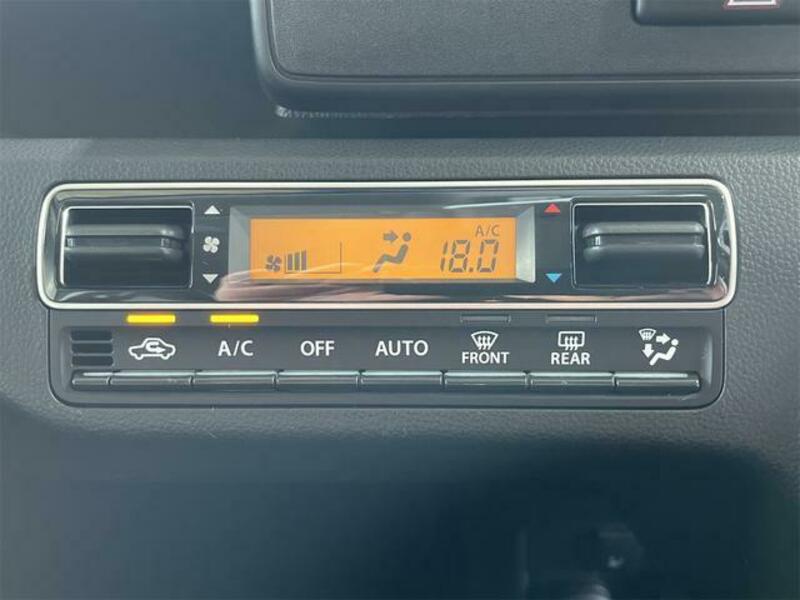 A/C
18.0
A/C
OFF
AUTO
FRONT
REAR